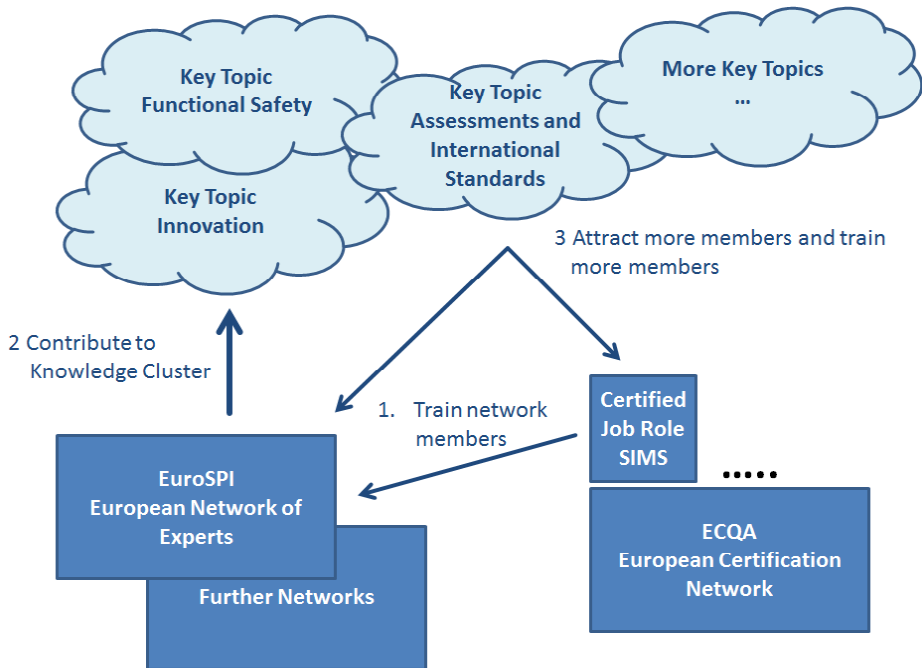 Key Topic
Functional Safety
More Key Topics
...
Key Topic
Assessments and
International
Standards
Key Topic
Innovation
3 Attract more members and train
more members
2 Contribute to
Knowledge Cluster
1. Train network
members
Certified
Job Role
SIMS
.....
EuroSPI
European Network of
Experts
ECQA
European Certification
Network
Further Networks